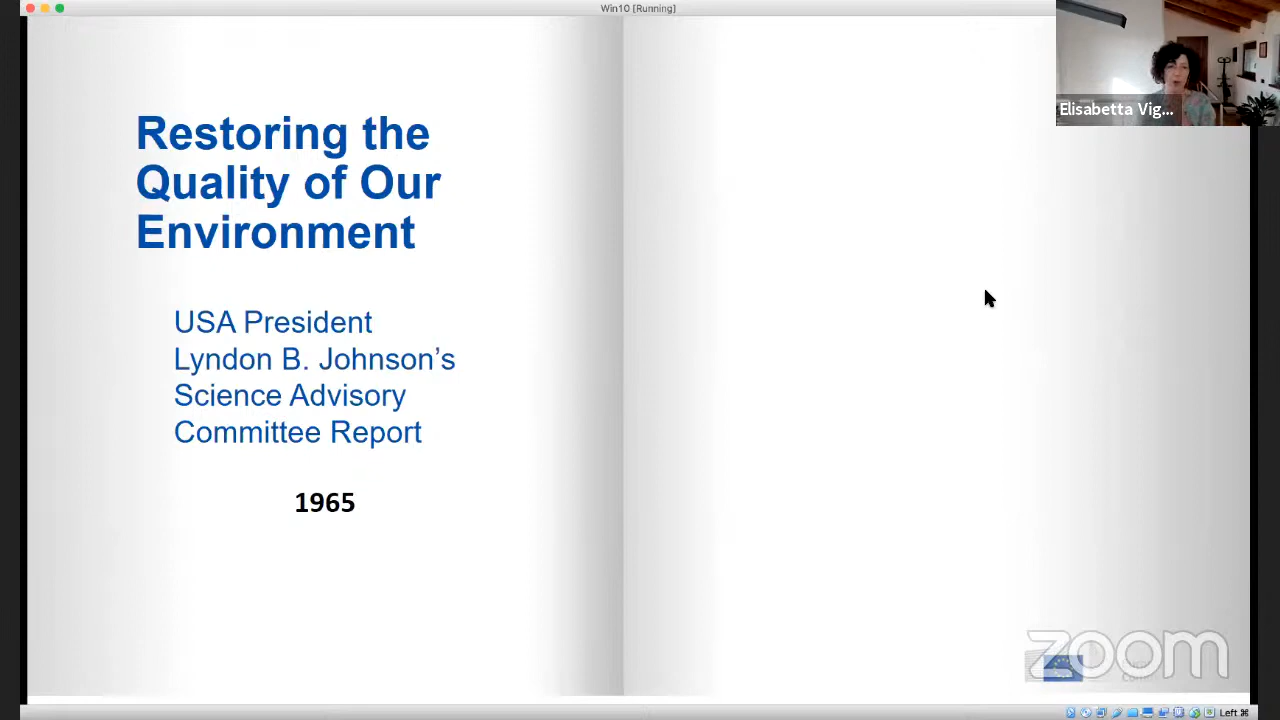 Win10 [Running]
Elisabetta Vig...
Restoring the
Quality of Our
Environment
USA President
Lyndon B. Johnson’s
Science Advisory
Committee Report
1965
zoom
Left ⌘